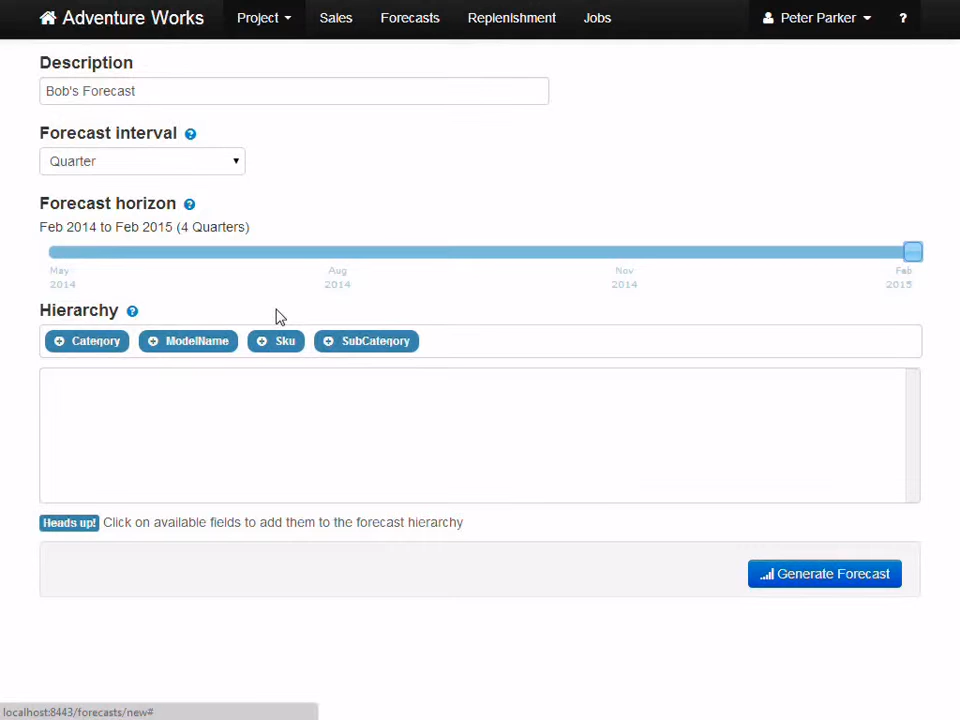 Adventure Works Project Sales Forecasts Replenishment Jobs Peter Parker ?
Description
Bob's Forecast
Forecast interval ?
Quarter
Forecast horizon ?
Feb 2014 to Feb 2015 (4 Quarters)
May Aug Nov Feb
2014 2014 2014 2015
Hierarchy ?
Category ModelName Sku SubCategory
Heads up! Click on available fields to add them to the forecast hierarchy
Generate Forecast
localhost:8443/forecasts/new#